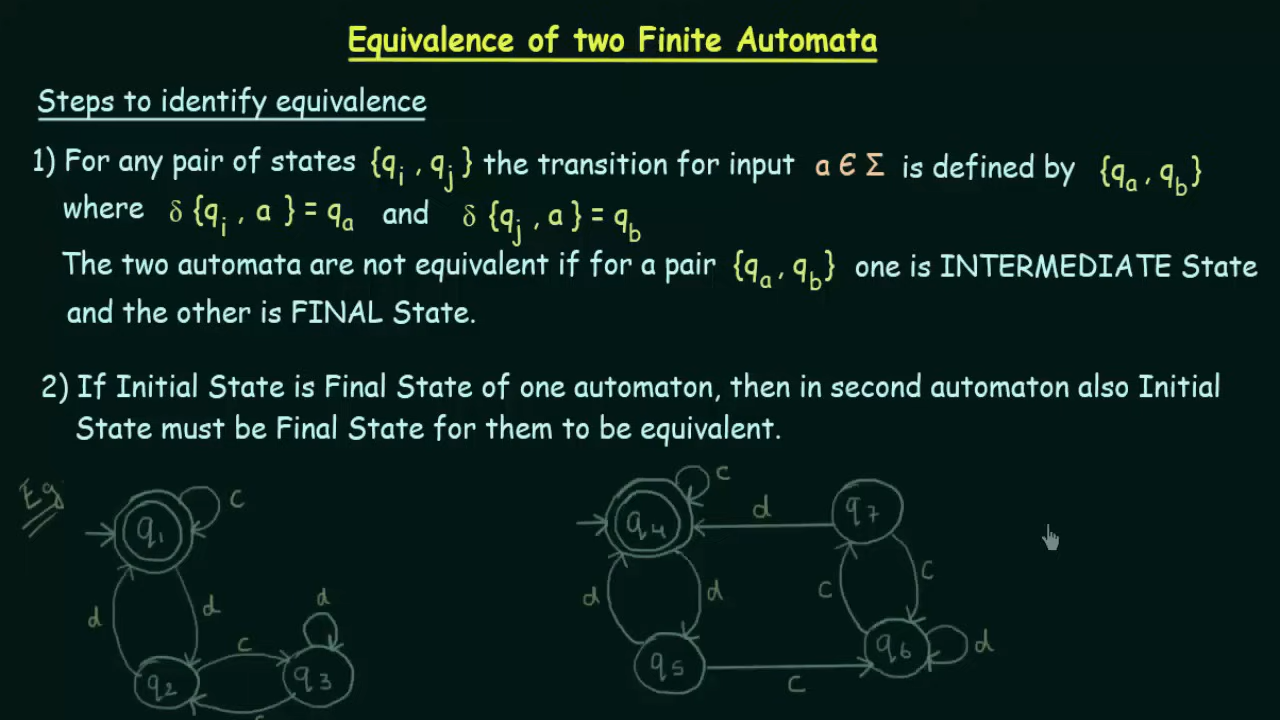 Equivalence of two Finite Automata
Steps to identify equivalence
1) For any pair of states {qi , qj} the transition for input a Є Σ is defined by {qa , qb}
where δ {qi , a } = qa and δ {qj , a } = qb
The two automata are not equivalent if for a pair {qa , qb} one is INTERMEDIATE State
and the other is FINAL State.
2) If Initial State is Final State of one automaton, then in second automaton also Initial
State must be Final State for them to be equivalent.
Eg
q1 c
d d
d
c
q2 q3
q4 c
d
q7
d d
c c
q5 c q6 d